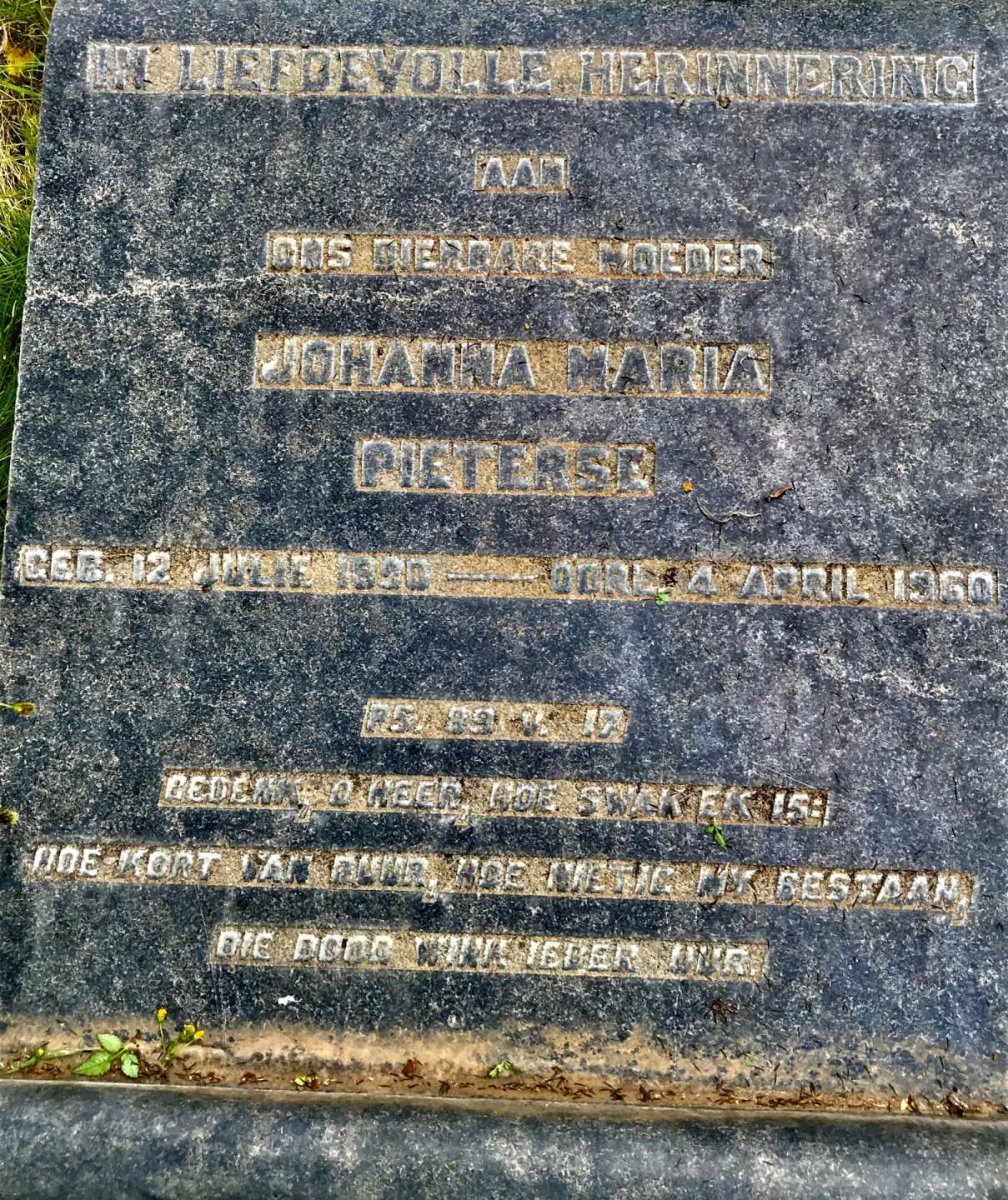 IN LIEFDEVOLLE HERINNERING
AAN
ONS DIERBARE MOEDER
JOHANNA MARIA
PIETERSE
GEB. 12 JULIE — OORL. 4 APRIL 1960
PS. 89 V. 17
GEDENK, O HEER, HOE SWAK EK IS,
HOE KORT VAN DUUR, HOE NIETIG MY BESTAAN,
DIE DOOD WINK IEDER UUR.